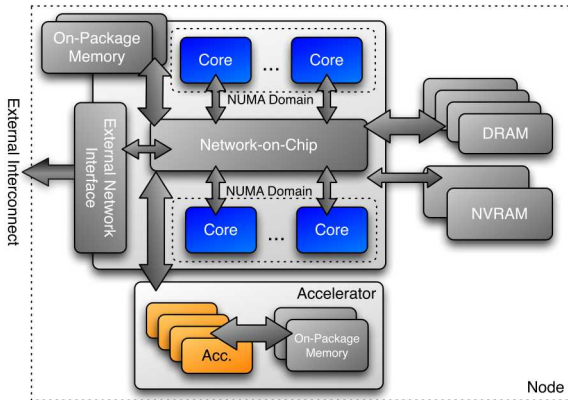 On-Package
Memory
Core
...
Core
NUMA Domain
External Interconnect
External Network
Interface
Network-on-Chip
DRAM
NUMA Domain
Core
...
Core
NVRAM
Accelerator
Acc.
On-Package
Memory
Node